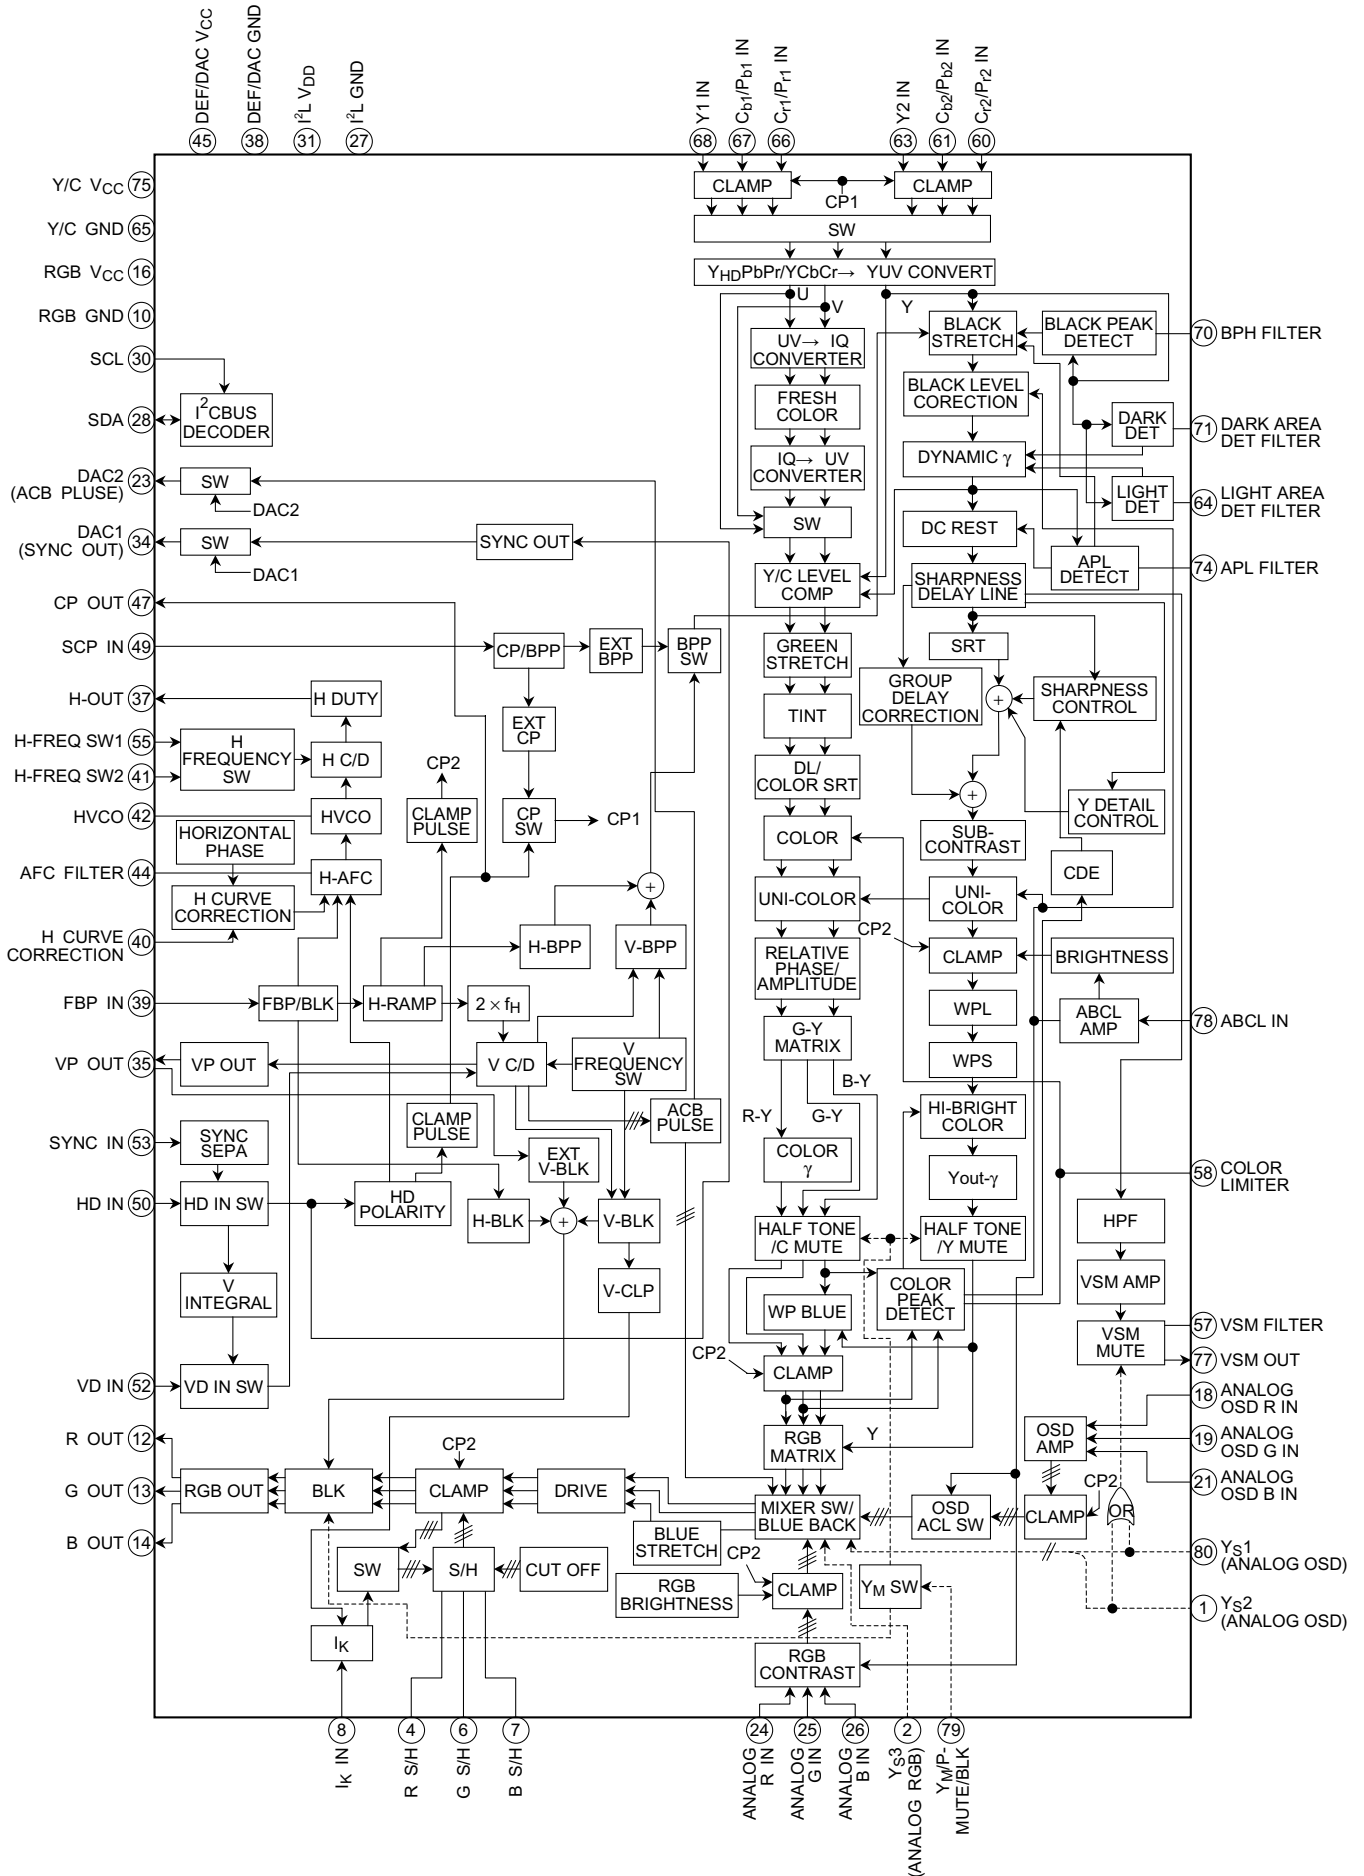 DEF/DAC VCC
DEF/DAC GND
I²L VDD
I²L GND
Y1 IN
Cb1/Pb1 IN
Cr1/Pr1 IN
Y2 IN
Cb2/Pb2 IN
Cr2/Pr2 IN
45
38
31
27
68
67
66
63
61
60
Y/C VCC 75
CLAMP
CLAMP
CP1
Y/C GND 65
SW
RGB VCC 16
YHDPbPr/YCbCr→ YUV CONVERT
U
V
Y
RGB GND 10
BLACK
STRETCH
BLACK PEAK
DETECT
70 BPH FILTER
UV→ IQ
CONVERTER
SCL 30
FRESH
COLOR
BLACK LEVEL
CORECTION
I²CBUS
DECODER
SDA 28
DARK
DET
71 DARK AREA
DET FILTER
IQ→ UV
CONVERTER
DYNAMIC γ
DAC2
(ACB PLUSE)
23
SW
DAC2
LIGHT
DET
64 LIGHT AREA
DET FILTER
SW
DC REST
DAC1
(SYNC OUT)
34
SW
SYNC OUT
DAC1
APL
DETECT
74 APL FILTER
Y/C LEVEL
COMP
SHARPNESS
DELAY LINE
CP OUT 47
SCP IN 49
CP/BPP
EXT
BPP
BPP
SW
GREEN
STRETCH
SRT
H-OUT 37
H DUTY
GROUP
DELAY
CORRECTION
+
SHARPNESS
CONTROL
TINT
EXT
CP
H-FREQ SW1 55
H
FREQUENCY
SW
H C/D
H-FREQ SW2 41
CP2
DL/
COLOR SRT
+
Y DETAIL
CONTROL
HVCO 42
HVCO
CLAMP
PULSE
CP
SW
CP1
HORIZONTAL
PHASE
COLOR
SUB-
CONTRAST
CDE
AFC FILTER 44
H-AFC
+
H CURVE
CORRECTION
UNI-COLOR
UNI-
COLOR
CP2
H CURVE
CORRECTION
40
H-BPP
V-BPP
RELATIVE
PHASE/
AMPLITUDE
CLAMP
BRIGHTNESS
FBP IN 39
FBP/BLK
H-RAMP
2 × fH
WPL
ABCL
AMP
78 ABCL IN
G-Y
MATRIX
WPS
VP OUT 35
VP OUT
V C/D
V
FREQUENCY
SW
B-Y
R-Y
G-Y
HI-BRIGHT
COLOR
CLAMP
PULSE
ACB
PULSE
SYNC IN 53
SYNC
SEPA
EXT
V-BLK
COLOR
γ
Yout-γ
58 COLOR
LIMITER
HD IN 50
HD IN SW
HD
POLARITY
H-BLK
+
V-BLK
HALF TONE
/C MUTE
HALF TONE
/Y MUTE
HPF
V
INTEGRAL
V-CLP
WP BLUE
COLOR
PEAK
DETECT
VSM AMP
VSM
MUTE
57 VSM FILTER
77 VSM OUT
CP2
CLAMP
VD IN 52
VD IN SW
18 ANALOG
OSD R IN
R OUT 12
RGB
MATRIX
Y
OSD
AMP
19 ANALOG
OSD G IN
CP2
G OUT 13
RGB OUT
BLK
CLAMP
DRIVE
MIXER SW/
BLUE BACK
OSD
ACL SW
CLAMP
CP2
OR
21 ANALOG
OSD B IN
B OUT 14
BLUE
STRETCH
80 YS1
(ANALOG OSD)
SW
S/H
CUT OFF
CP2
RGB
BRIGHTNESS
CLAMP
YM SW
1 YS2
(ANALOG OSD)
IK
RGB
CONTRAST
8
4
6
7
24
25
26
2
79
IK IN
R S/H
G S/H
B S/H
ANALOG
R IN
ANALOG
G IN
ANALOG
B IN
YS3
(ANALOG RGB)
YM/P-
MUTE/BLK